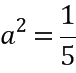 a² = 1/5